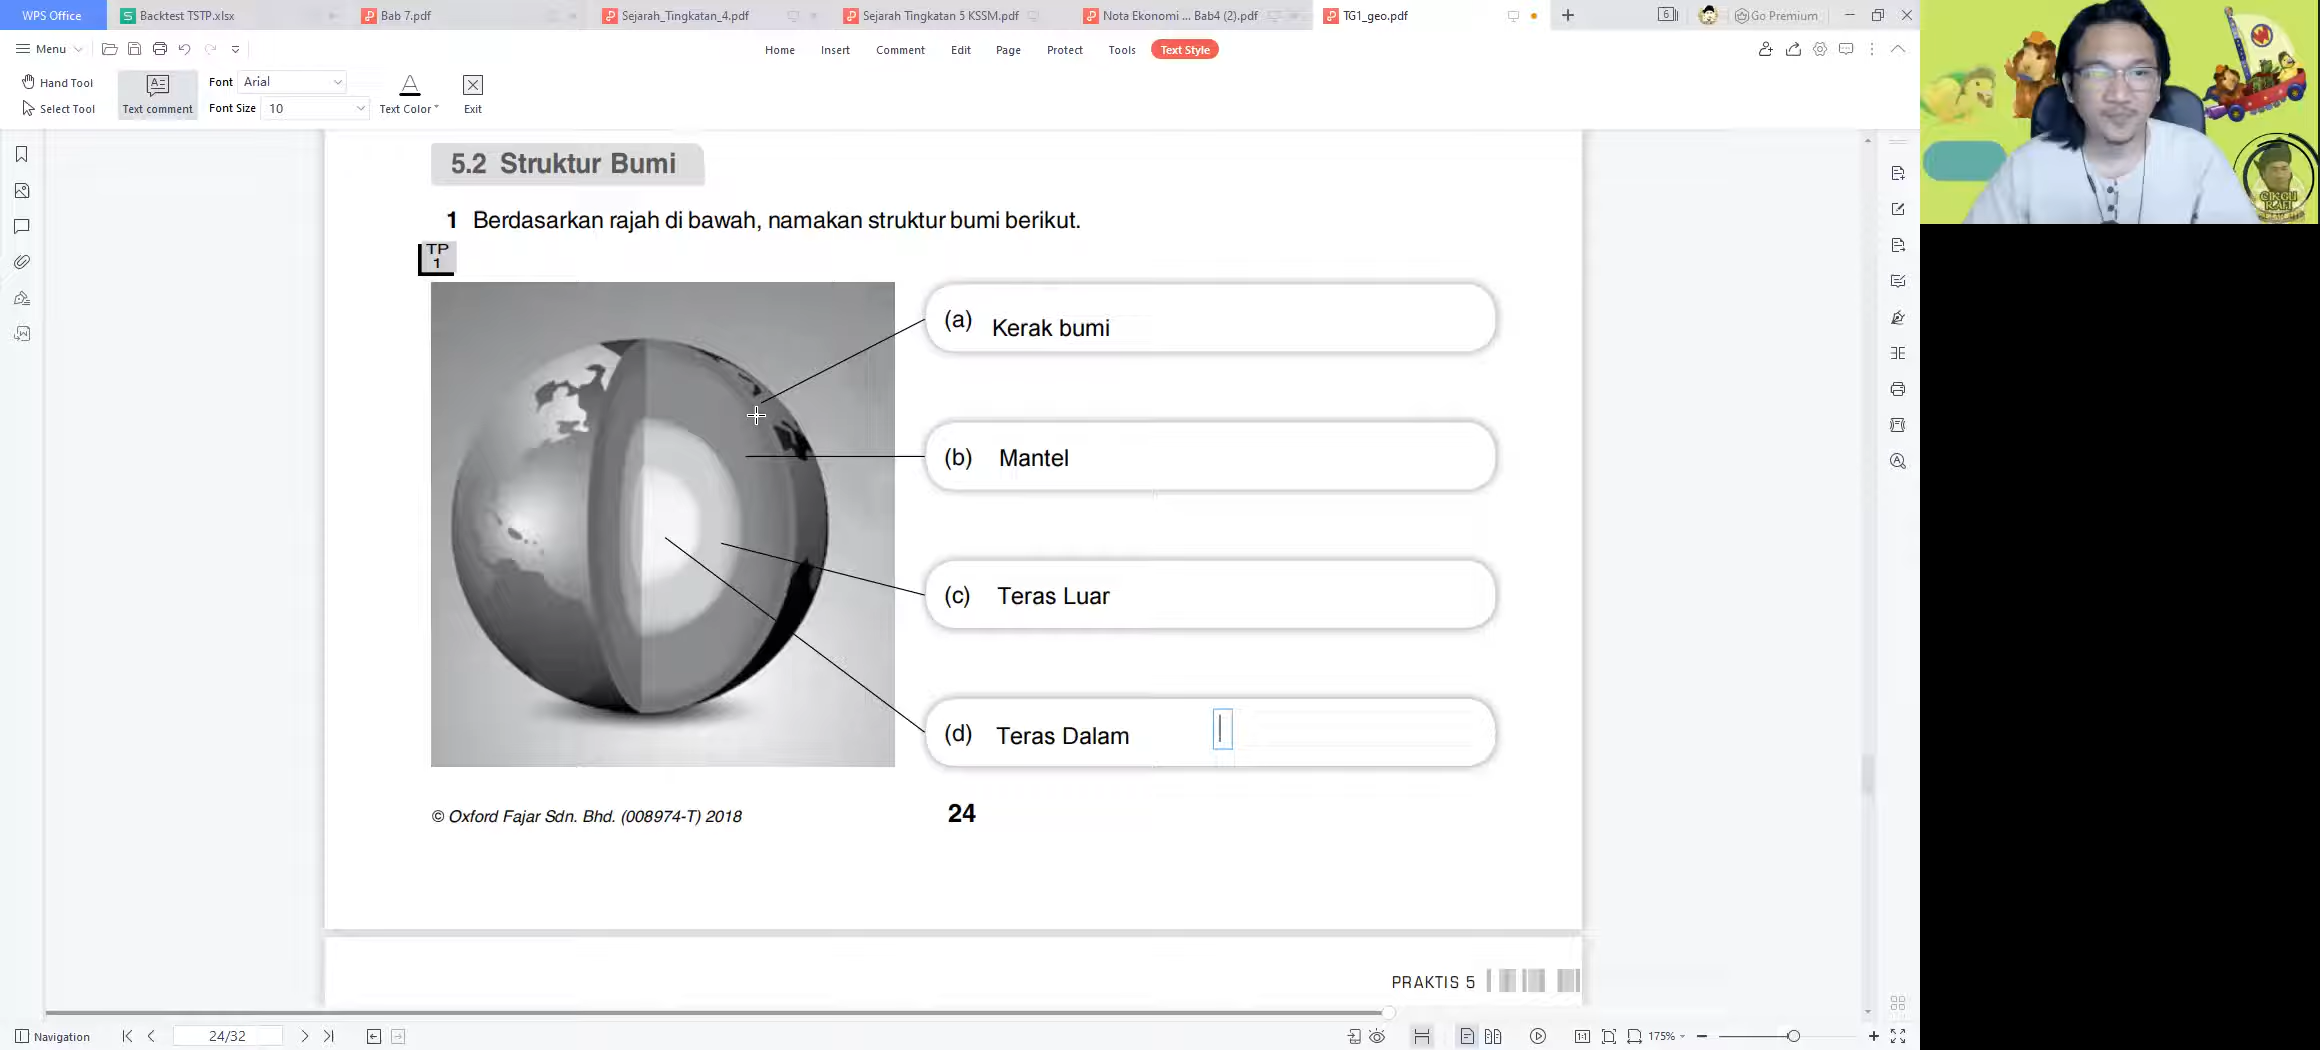 WPS Office
Backtest TSTP.xlsx
Bab 7.pdf
Sejarah_Tingkatan_4.pdf
Sejarah Tingkatan 5 KSSM.pdf
Nota Ekonomi ... Bab4 (2).pdf
TG1_geo.pdf
6
Go Premium
Menu
Home
Insert
Comment
Edit
Page
Protect
Tools
Text Style
Hand Tool
Select Tool
Text comment
Font Arial
Font Size 10
Text Color
Exit
5.2 Struktur Bumi
1 Berdasarkan rajah di bawah, namakan struktur bumi berikut.
TP
1
(a) Kerak bumi
(b) Mantel
(c) Teras Luar
(d) Teras Dalam
© Oxford Fajar Sdn. Bhd. (008974-T) 2018
24
PRAKTIS 5
Navigation
24/32
175%
CIKGU
RAFI